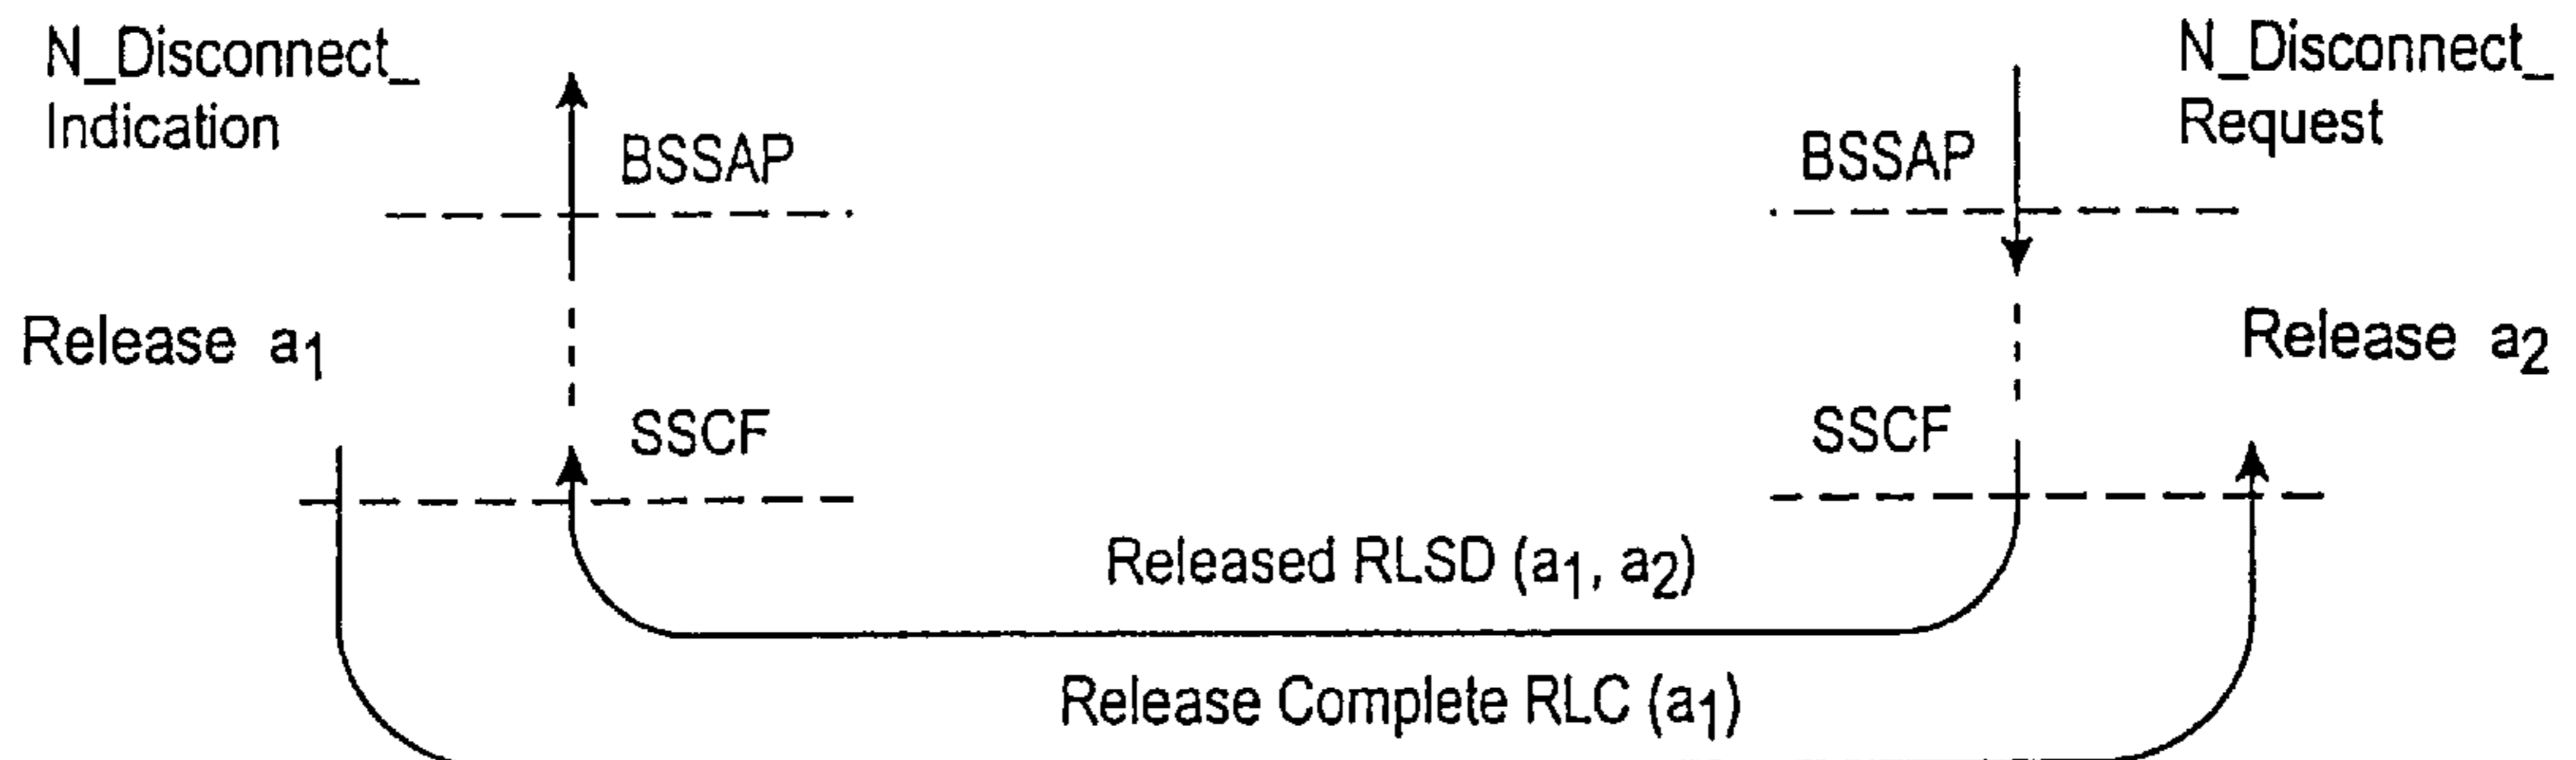 N_Disconnect_
Indication
BSSAP
BSSAP
N_Disconnect_
Request
Release a1
Release a2
SSCF
SSCF
Released RLSD (a1, a2)
Release Complete RLC (a1)